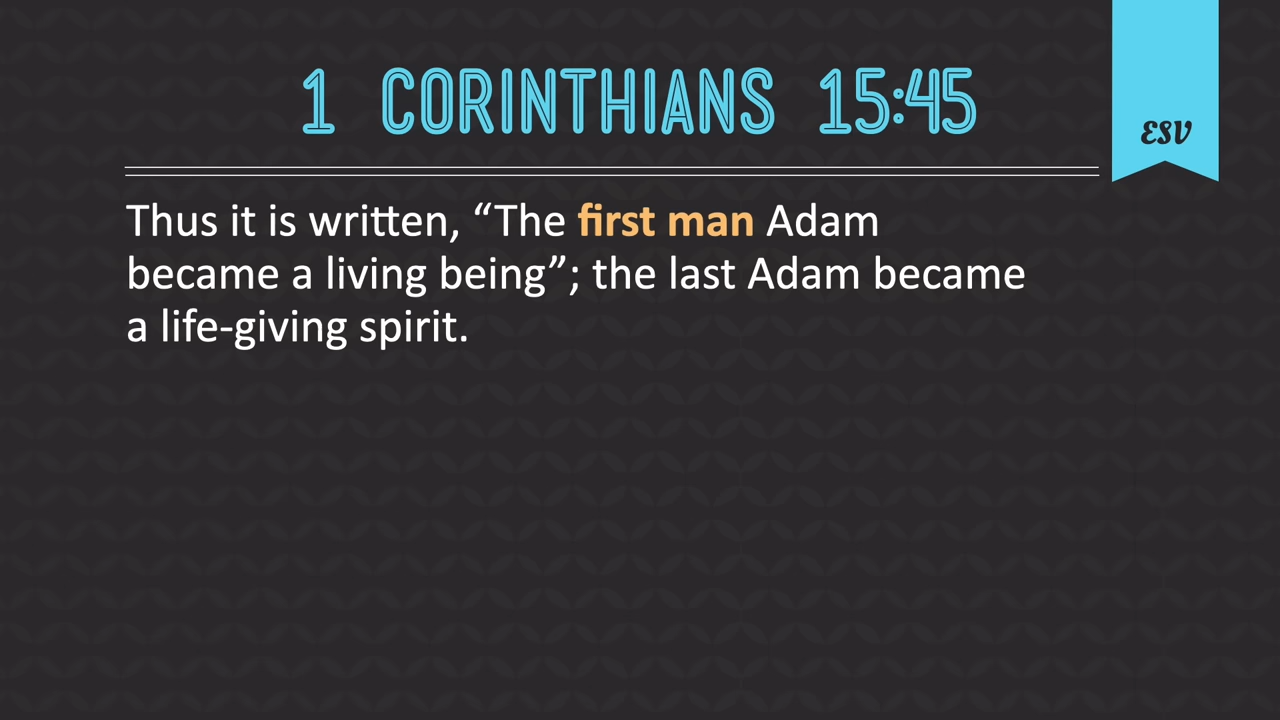 1 CORINTHIANS 15:45
ESV
Thus it is written, “The first man Adam
became a living being”; the last Adam became
a life-giving spirit.